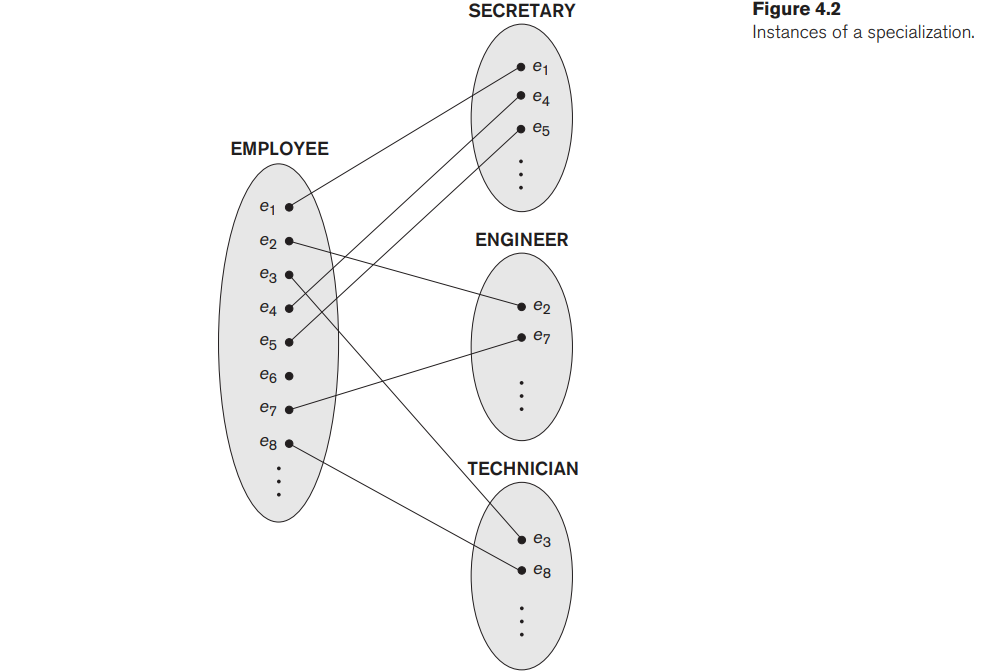 SECRETARY
Figure 4.2
Instances of a specialization.
e1
e4
e5
EMPLOYEE
e1
e2
e3
e4
e5
e6
e7
e8
ENGINEER
e2
e7
TECHNICIAN
e3
e8